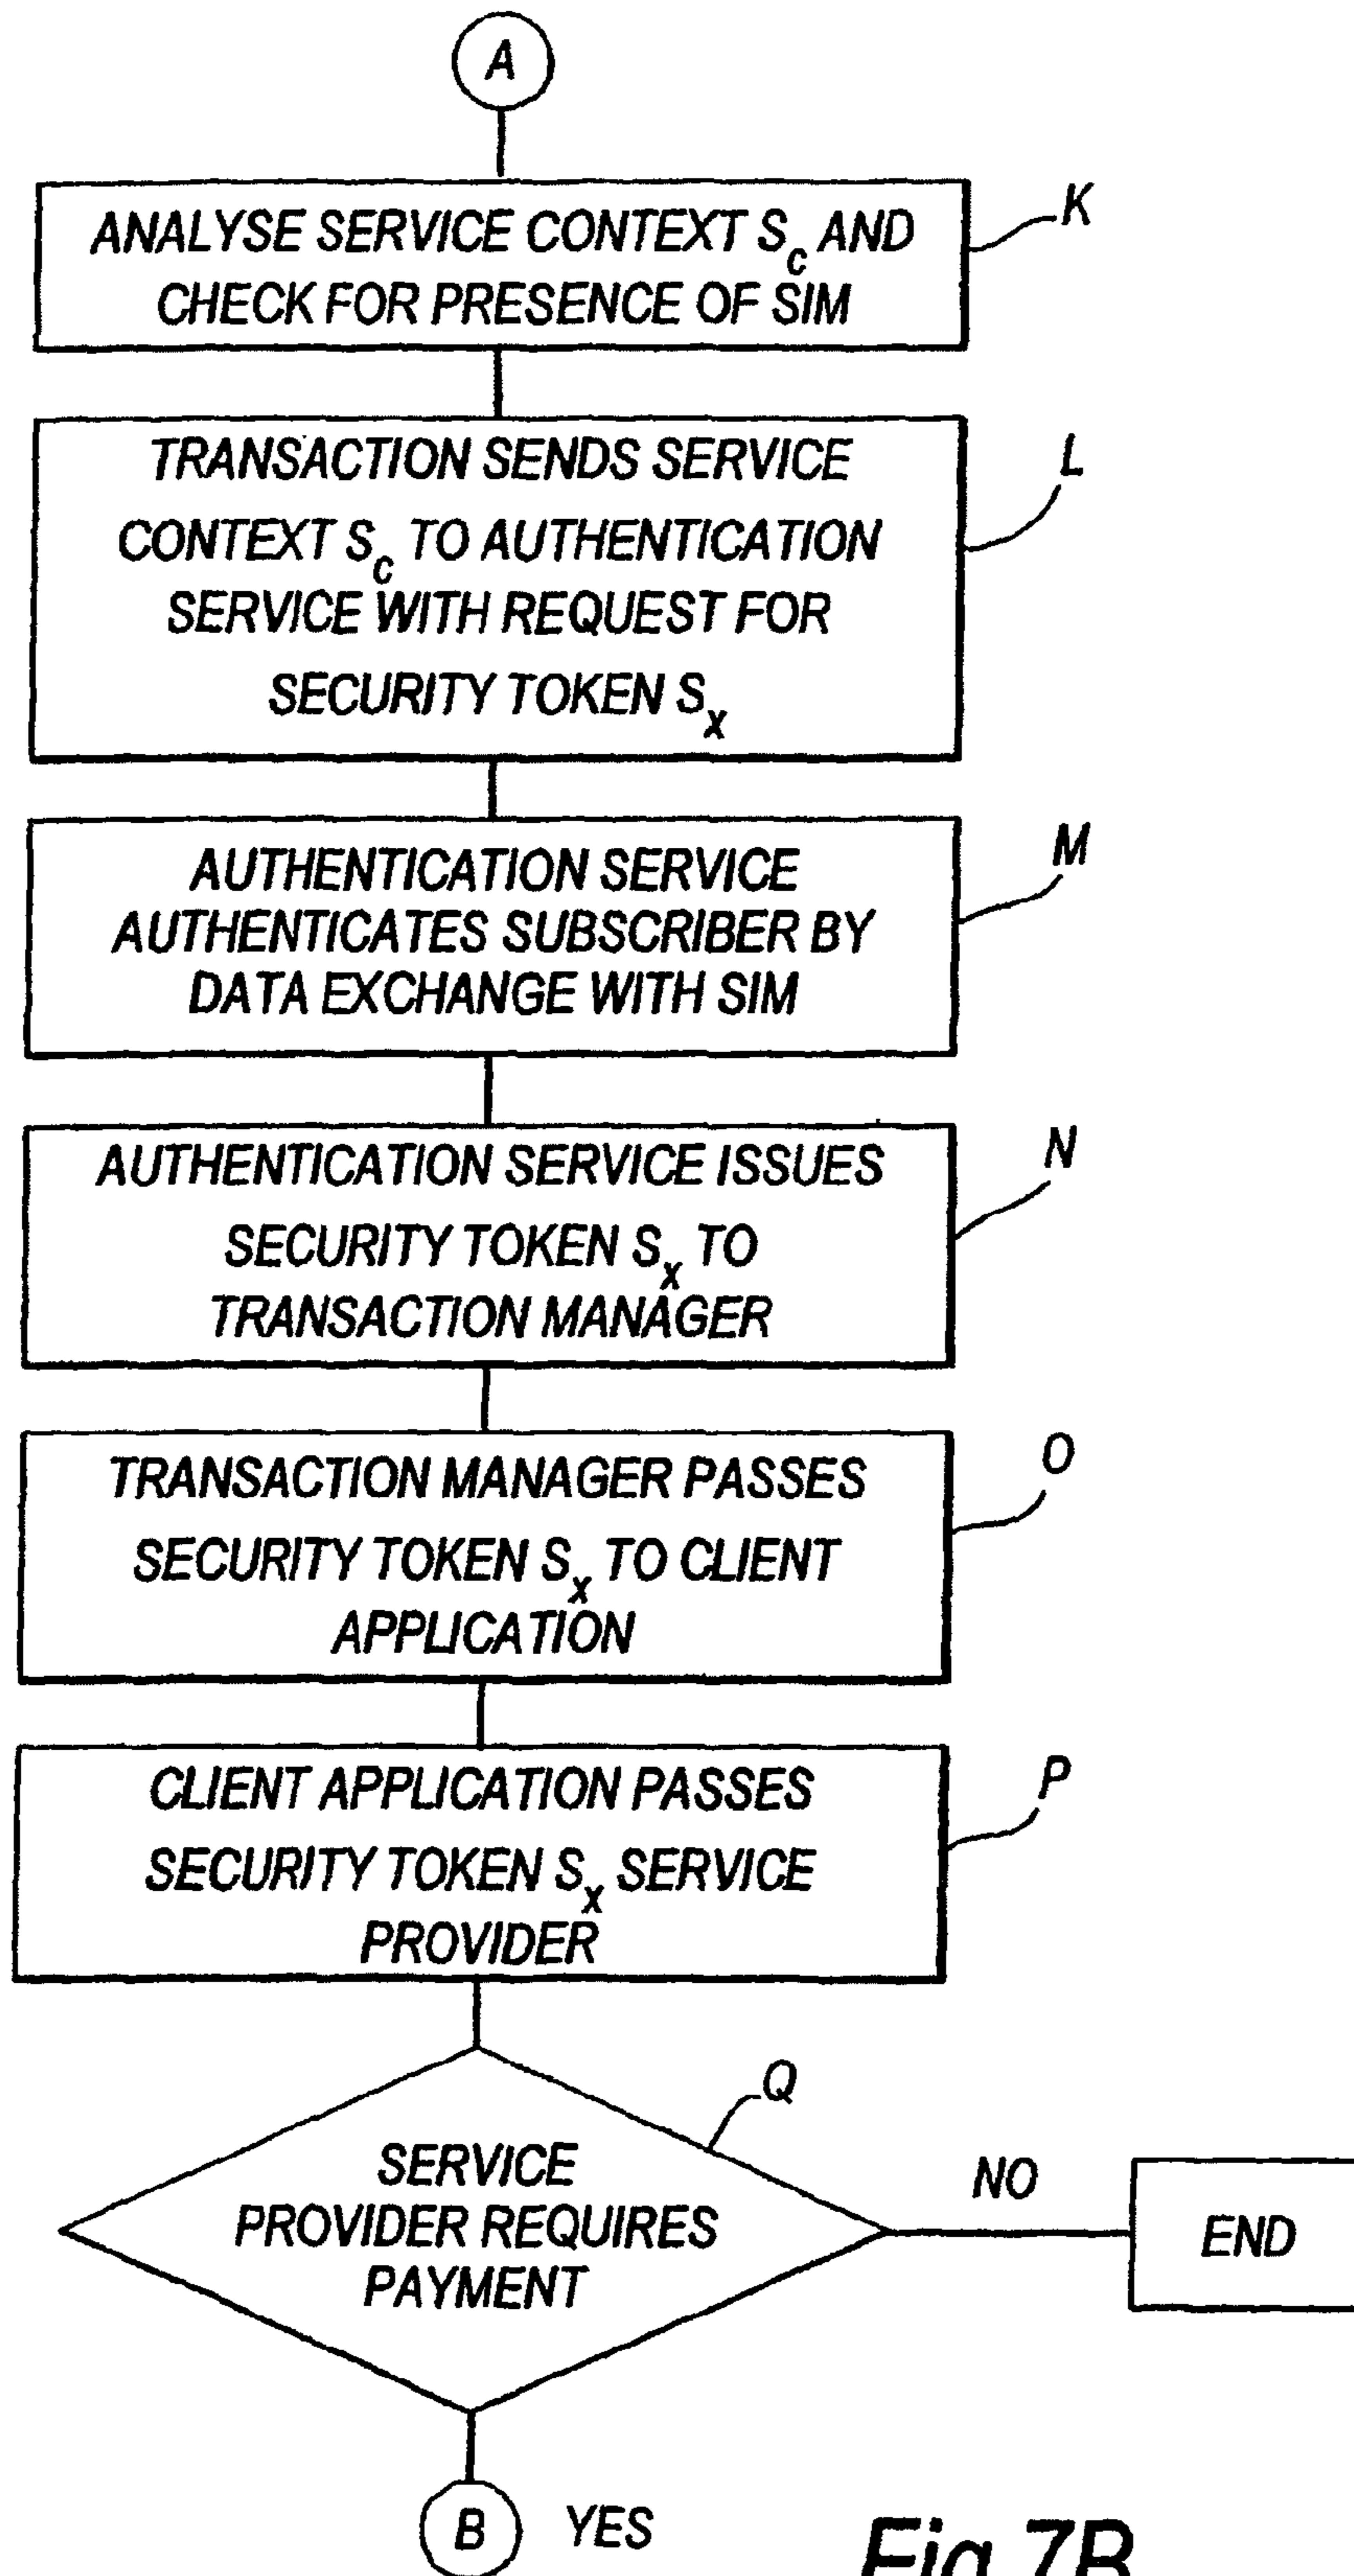 A
ANALYSE SERVICE CONTEXT Sc AND
K
CHECK FOR PRESENCE OF SIM
TRANSACTION SENDS SERVICE
L
CONTEXT Sc TO AUTHENTICATION
SERVICE WITH REQUEST FOR
SECURITY TOKEN Sx
AUTHENTICATION SERVICE
M
AUTHENTICATES SUBSCRIBER BY
DATA EXCHANGE WITH SIM
AUTHENTICATION SERVICE ISSUES
N
SECURITY TOKEN Sx TO
TRANSACTION MANAGER
TRANSACTION MANAGER PASSES
O
SECURITY TOKEN Sx TO CLIENT
APPLICATION
CLIENT APPLICATION PASSES
P
SECURITY TOKEN Sx SERVICE
PROVIDER
Q
SERVICE
PROVIDER REQUIRES
PAYMENT
NO
END
B
YES
Fig.7B